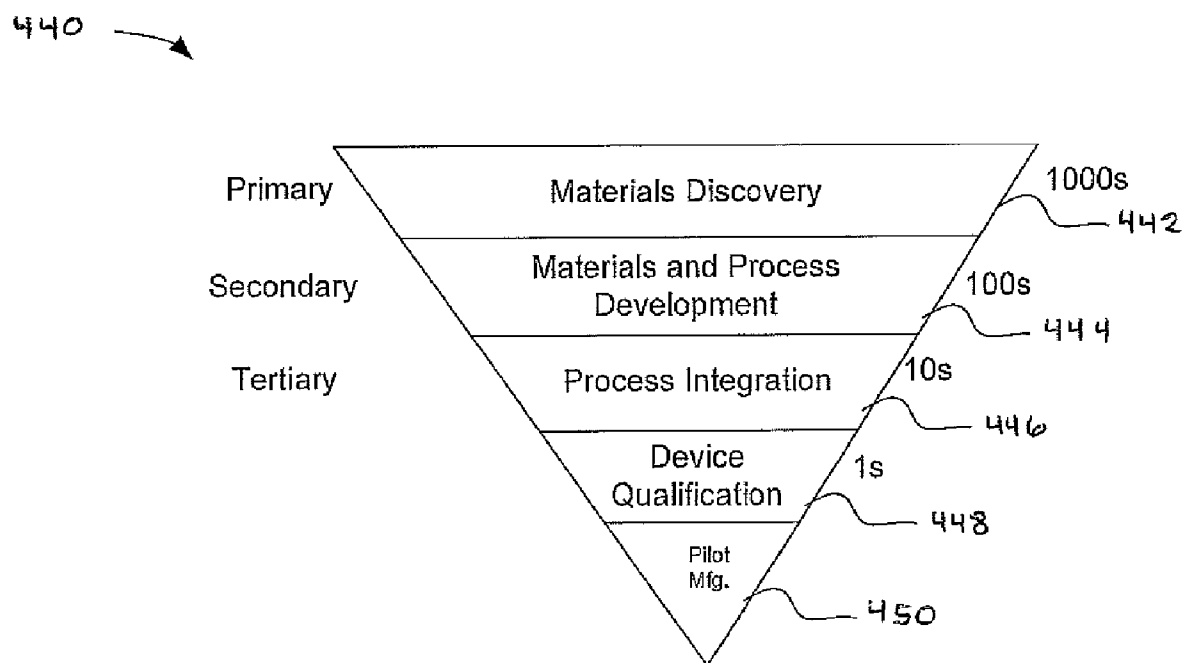 440
Primary
Materials Discovery
1000s
442
Secondary
Materials and Process
Development
100s
444
Tertiary
Process Integration
10s
446
Device
Qualification
1s
448
Pilot
Mfg.
450